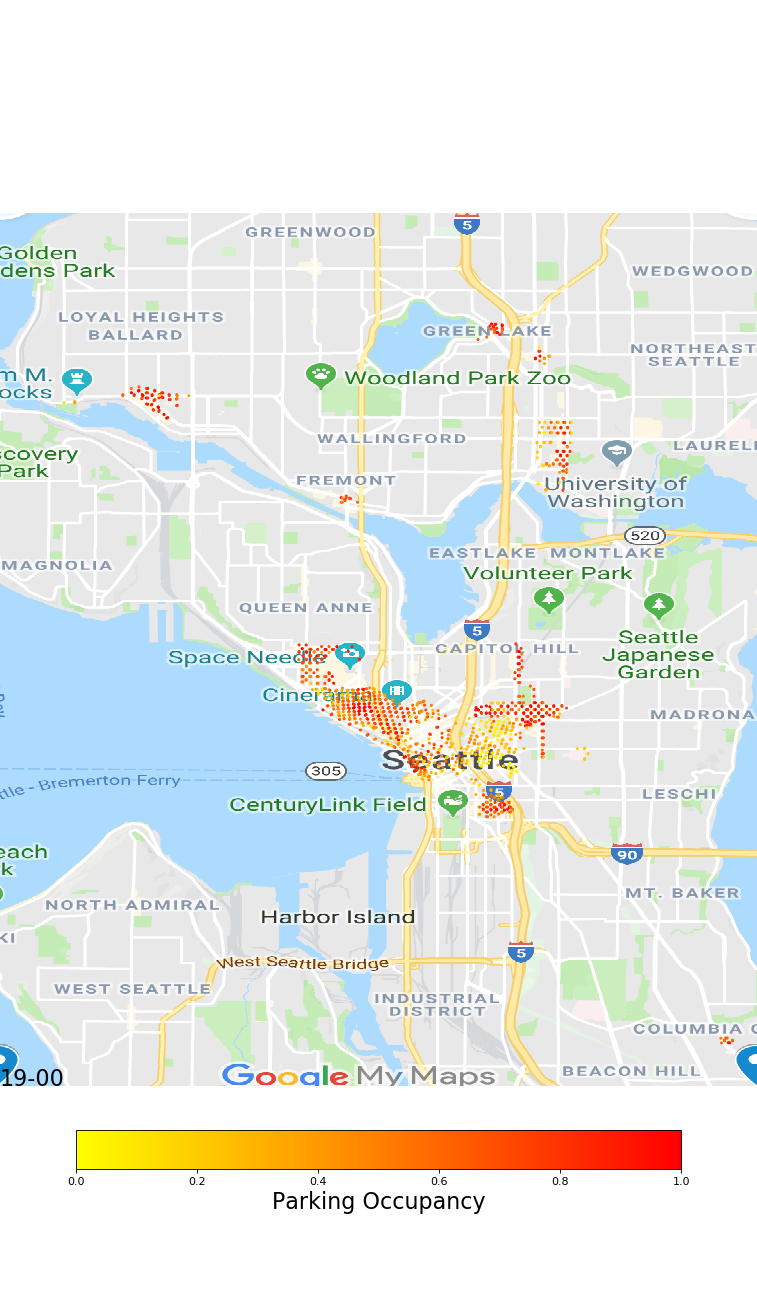 GREENWOOD
5
Golden
dens Park
WEDGWOOD
LOYAL HEIGHTS
BALLARD
GREEN LAKE
NORTHEAST
SEATTLE
m M.
ocks
Woodland Park Zoo
WALLINGFORD
LAURELH
scovery
Park
FREMONT
University of
Washington
520
EASTLAKE
MONTLAKE
MAGNOLIA
Volunteer Park
QUEEN ANNE
5
Seattle
Japanese
Garden
CAPITOL HILL
Space Needle
Cinerama
MADRONA
Seattle
305
ttle - Bremerton Ferry
5
LESCHI
CenturyLink Field
each
k
90
MT. BAKER
NORTH ADMIRAL
Harbor Island
KI
5
West Seattle Bridge
WEST SEATTLE
INDUSTRIAL
DISTRICT
COLUMBIA C
BEACON HILL
19-00
Google My Maps
0.0 0.2 0.4 0.6 0.8 1.0
Parking Occupancy